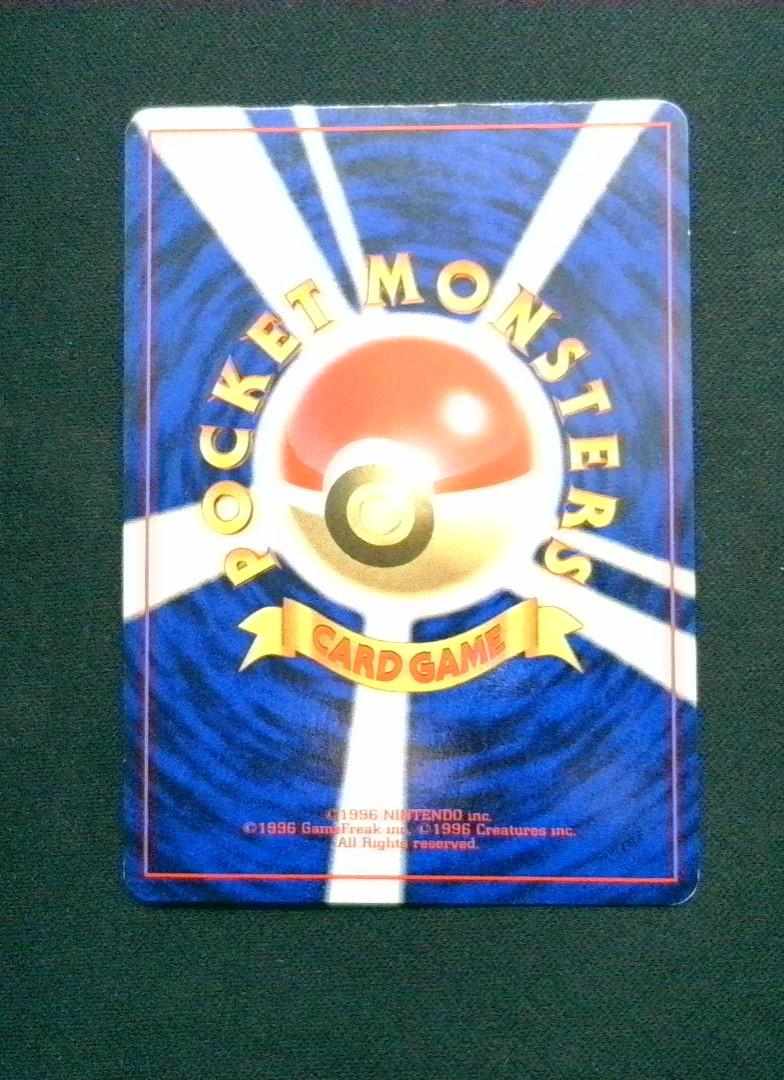 POCKET MONSTERS
CARD GAME
©1996 NINTENDO inc.
©1996 GameFreak inc. ©1996 Creatures inc.
All Rights reserved.